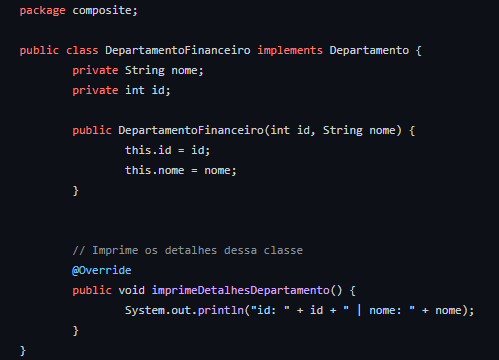 package composite;
public class DepartamentoFinanceiro implements Departamento {
private String nome;
private int id;
public DepartamentoFinanceiro(int id, String nome) {
this.id = id;
this.nome = nome;
}
// Imprime os detalhes dessa classe
@Override
public void imprimeDetalhesDepartamento() {
System.out.println("id: " + id + " | nome: " + nome);
}
}